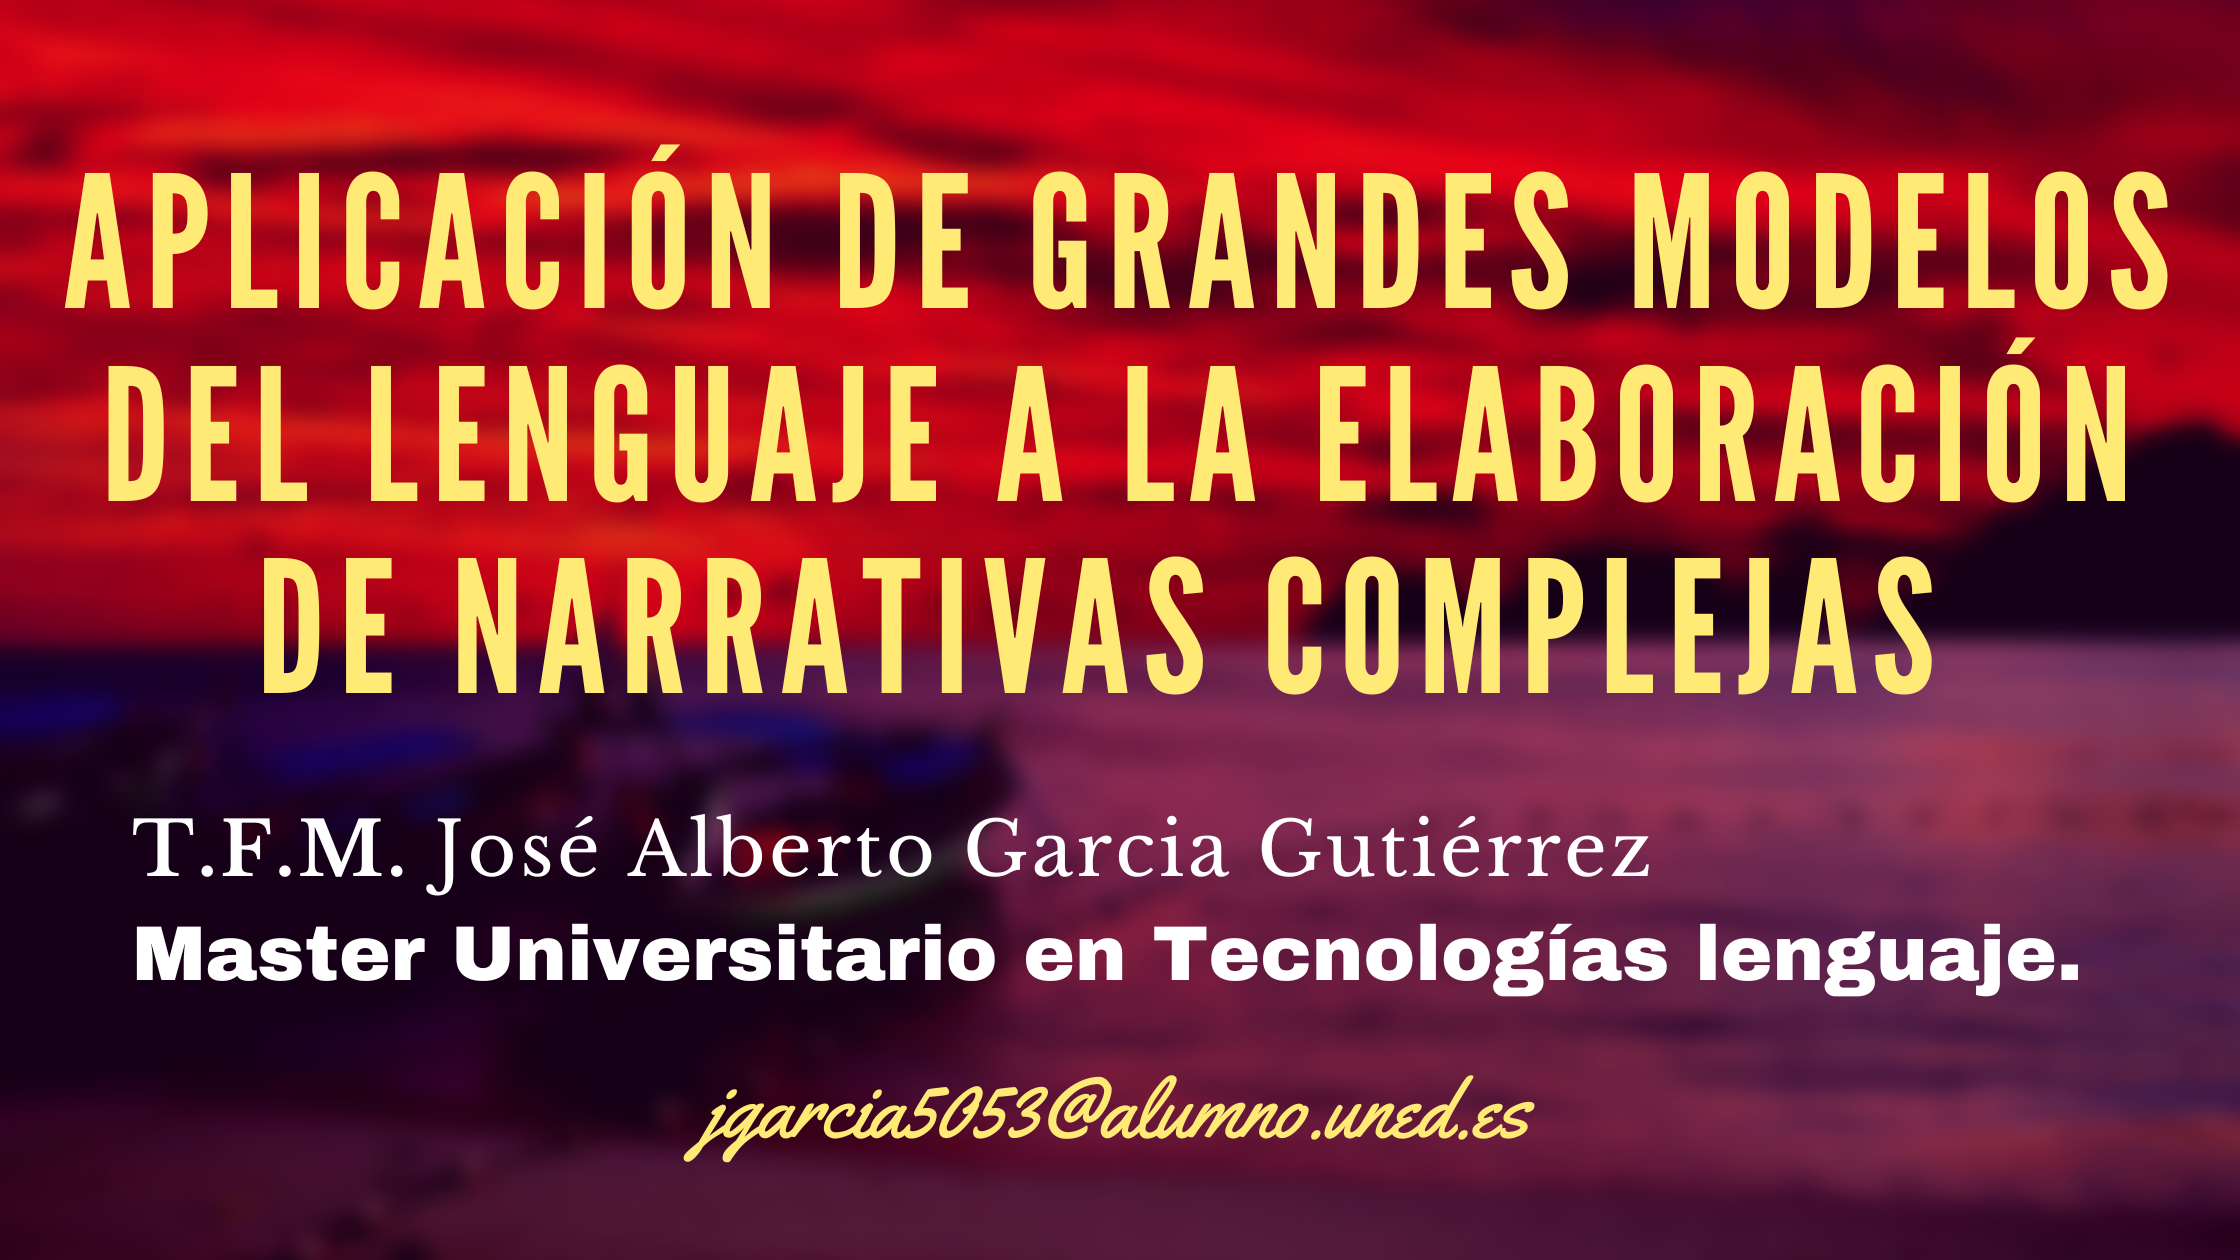 APLICACIÓN DE GRANDES MODELOS
DEL LENGUAJE A LA ELABORACIÓN
DE NARRATIVAS COMPLEJAS
T.F.M. José Alberto Garcia Gutiérrez
Master Universitario en Tecnologías lenguaje.
jgarcia5053@alumno.uned.es